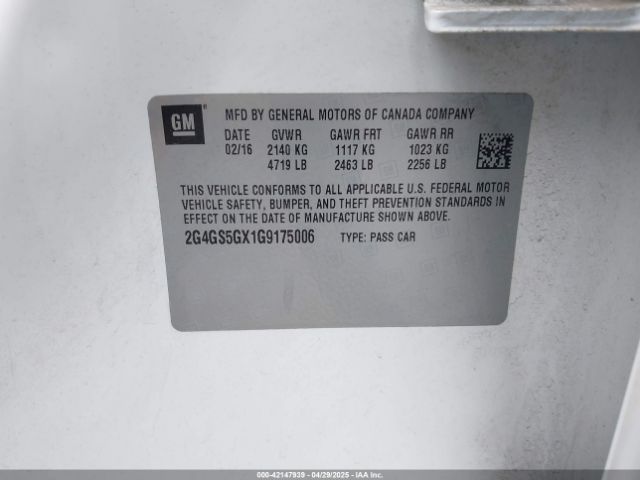 GM
MFD BY GENERAL MOTORS OF CANADA COMPANY
DATE GVWR GAWR FRT GAWR RR
02/16 2140 KG 1117 KG 1023 KG
4719 LB 2463 LB 2256 LB
THIS VEHICLE CONFORMS TO ALL APPLICABLE U.S. FEDERAL MOTOR
VEHICLE SAFETY, BUMPER, AND THEFT PREVENTION STANDARDS IN
EFFECT ON THE DATE OF MANUFACTURE SHOWN ABOVE.
2G4GS5GX1G9175006 TYPE: PASS CAR
000-42147939 - 04/29/2025 - IAAI.COM